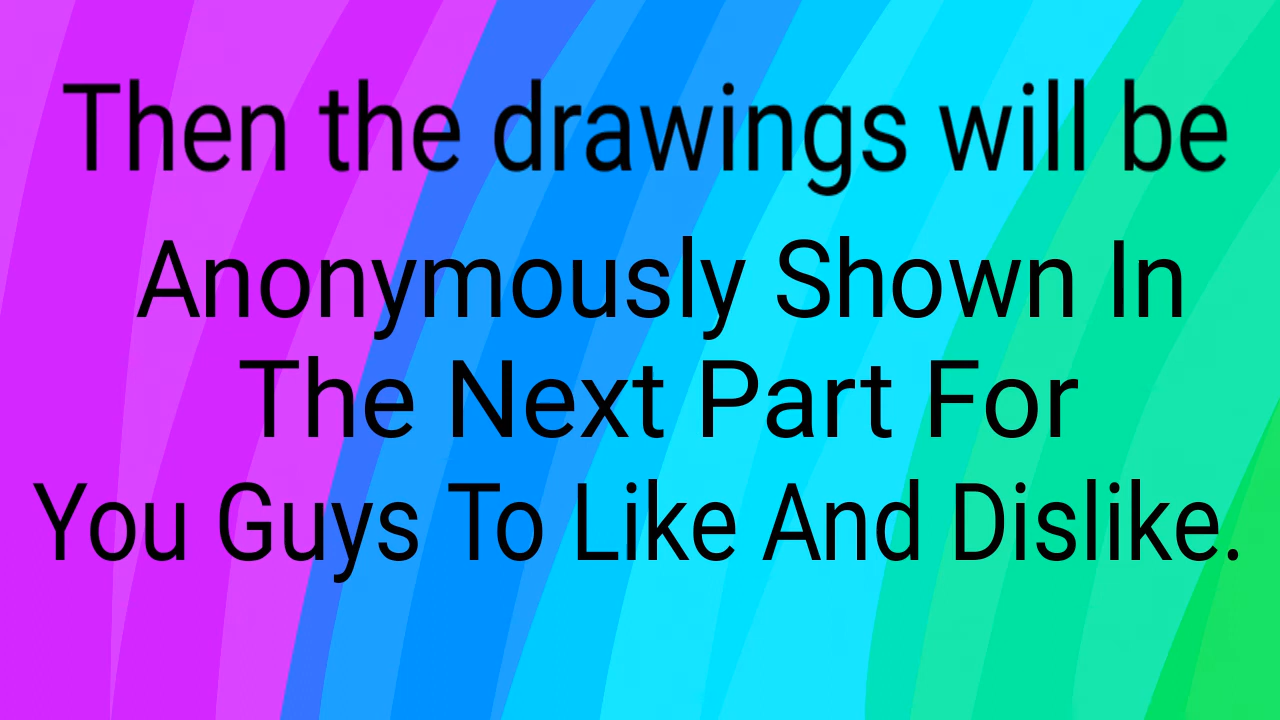 Then the drawings will be
Anonymously Shown In
The Next Part For
You Guys To Like And Dislike.